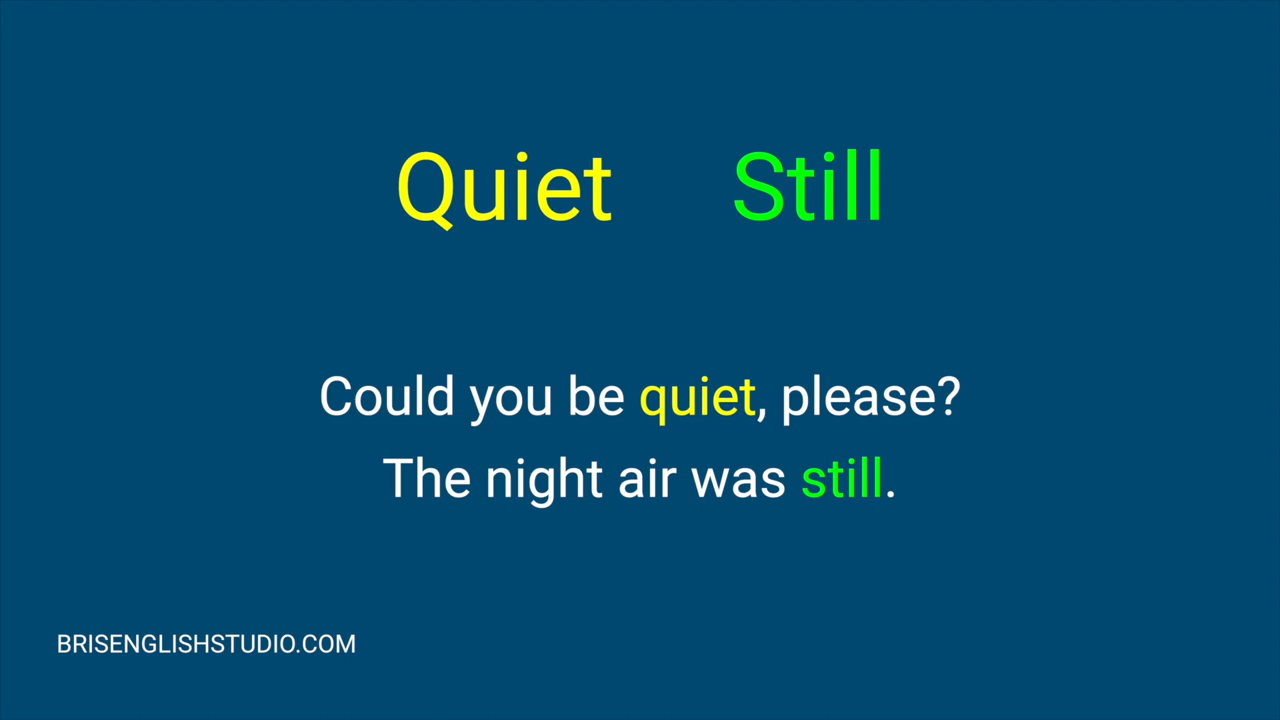 Quiet Still
Could you be quiet, please?
The night air was still.
BRISENGLISHSTUDIO.COM